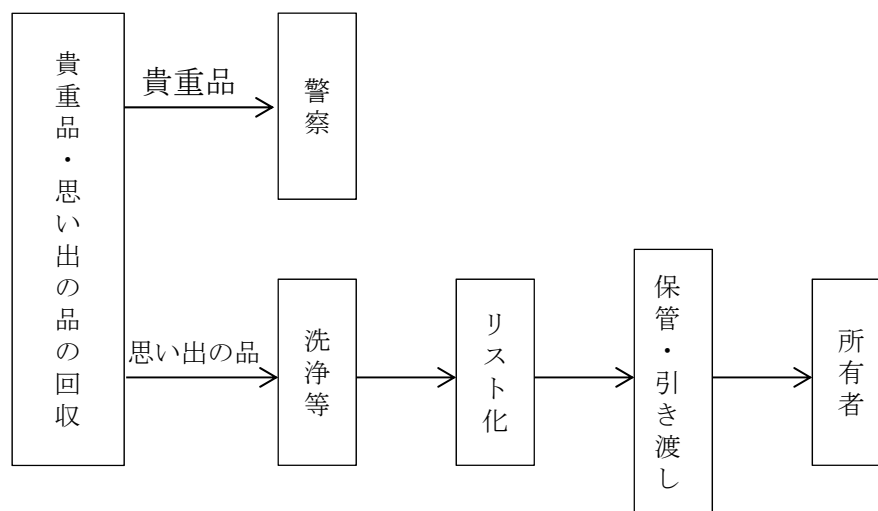 貴重品・思い出の品の回収
貴重品
警察
思い出の品
洗浄等
リスト化
保管・引き渡し
所有者